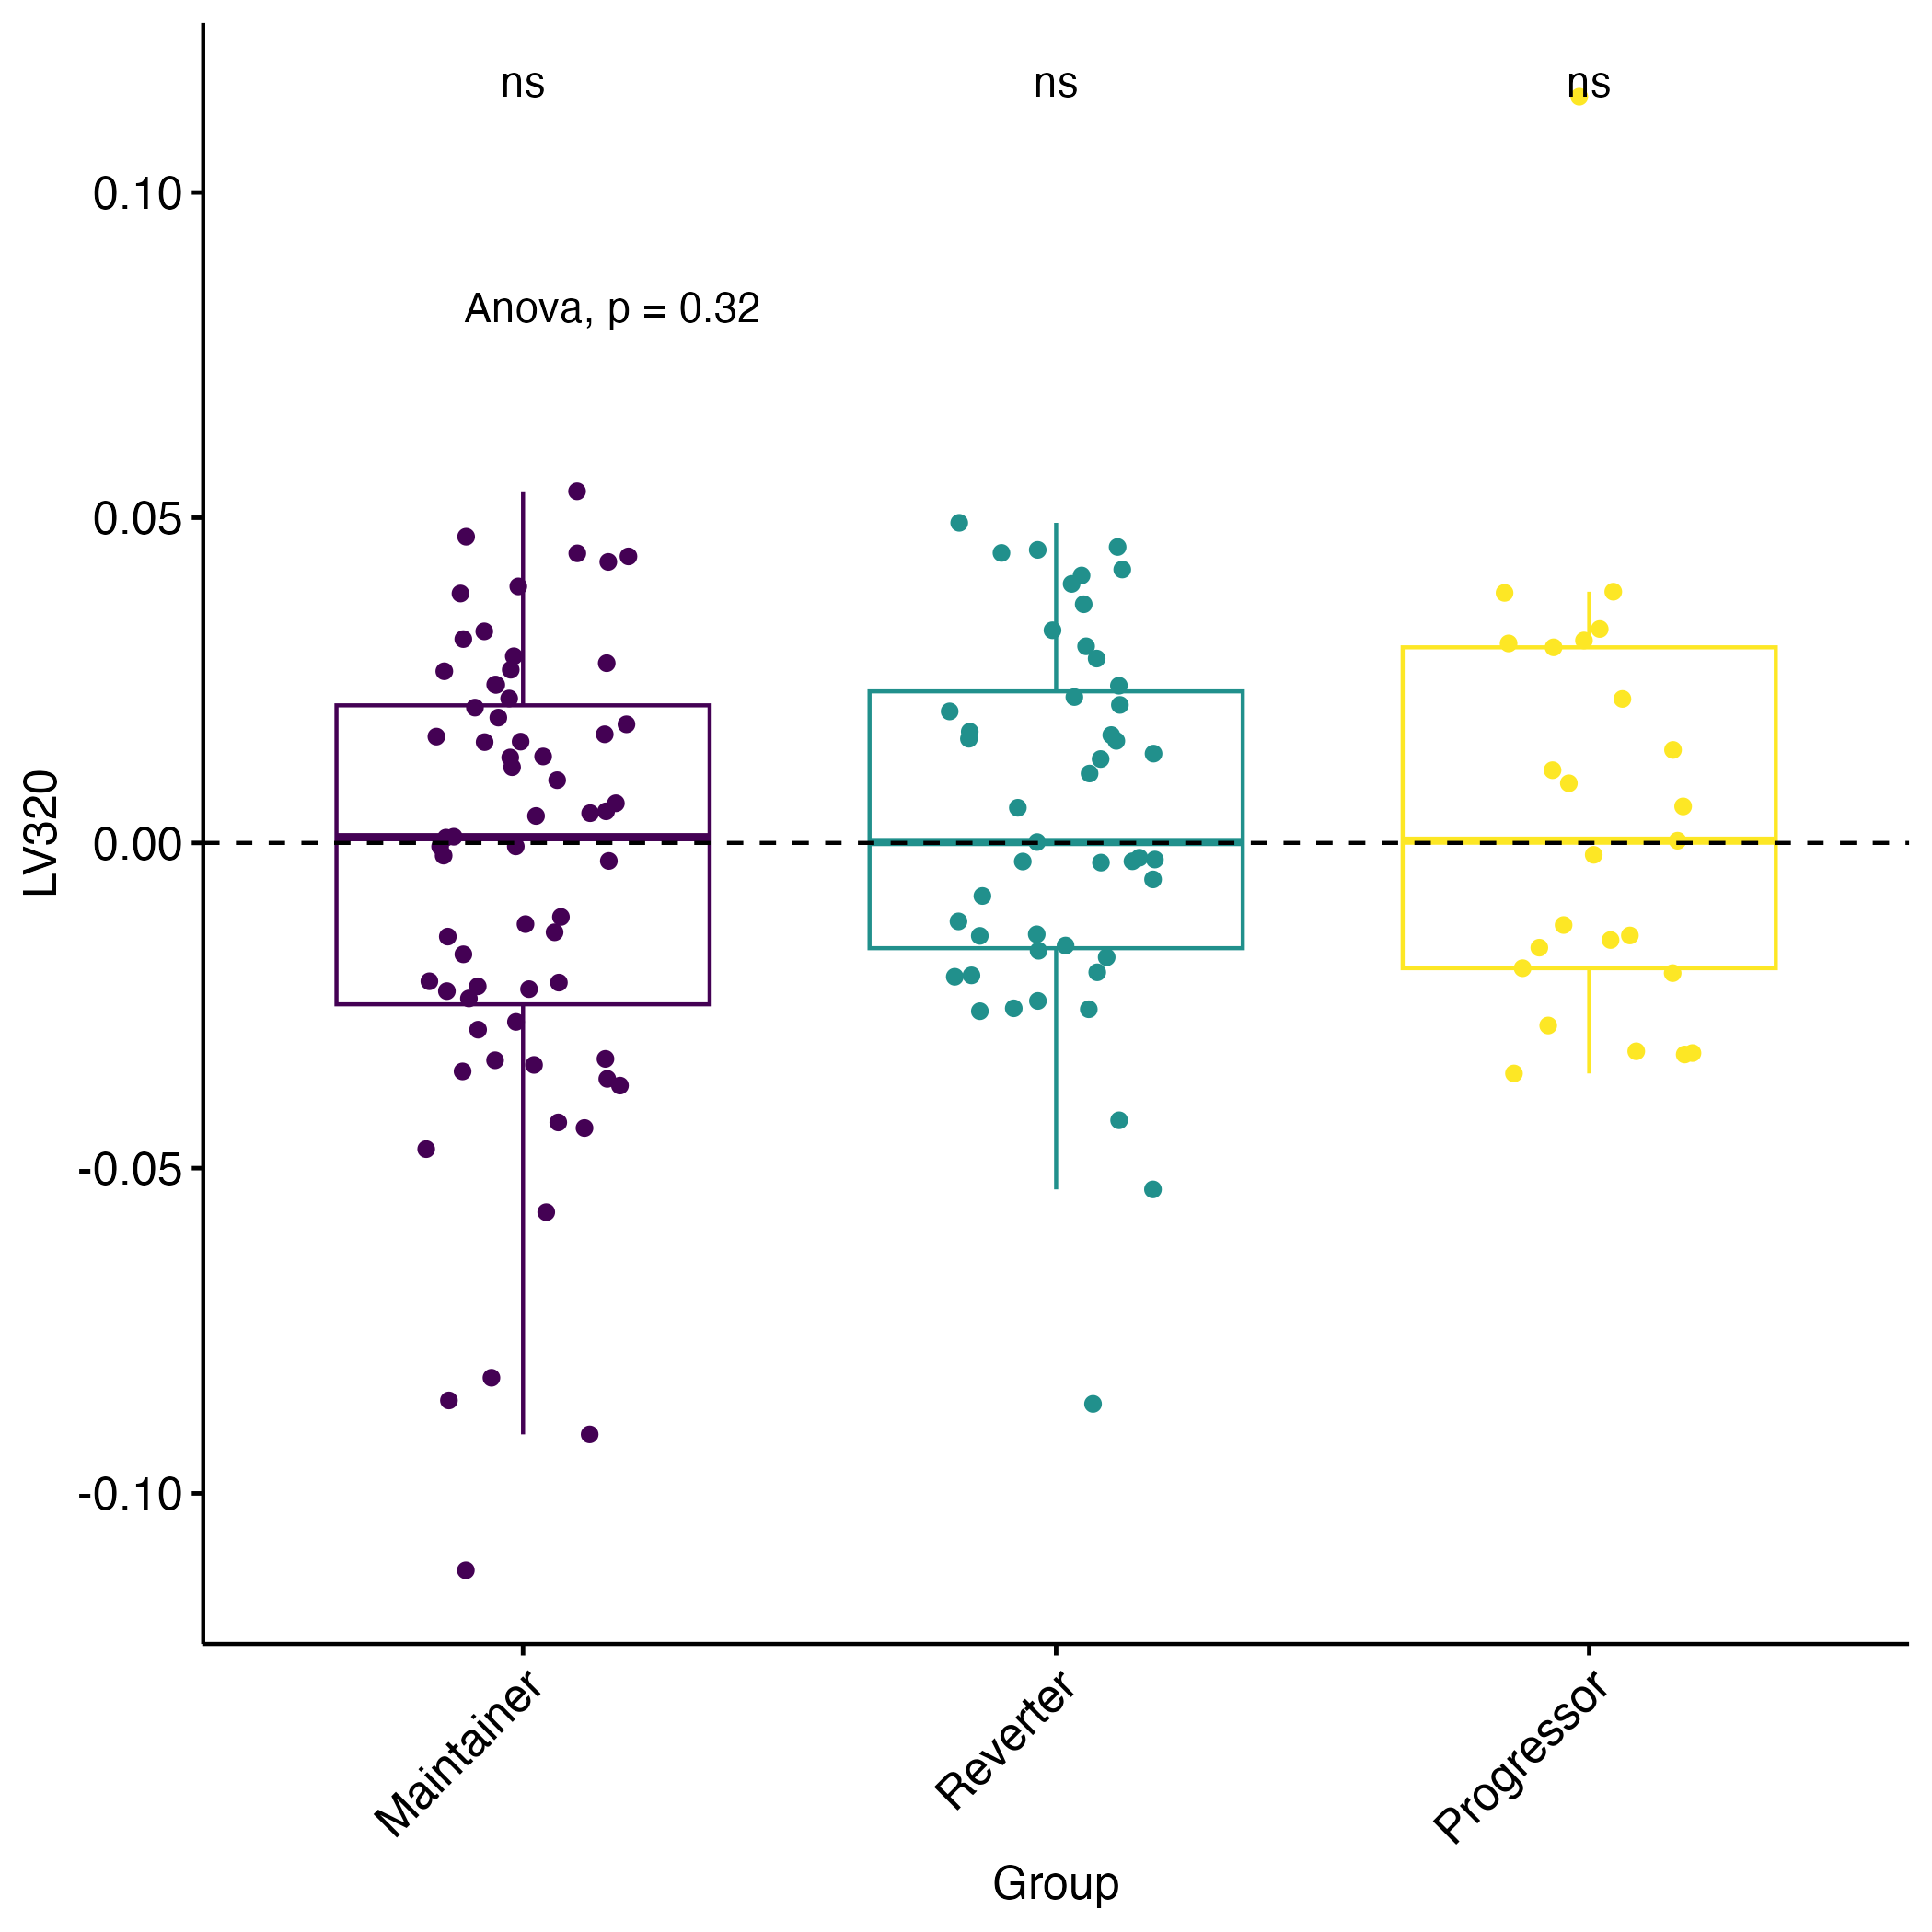 ns ns ns
0.10
Anova, p = 0.32
0.05
0.00
LV320
-0.05
-0.10
Maintainer Reverter Progressor
Group